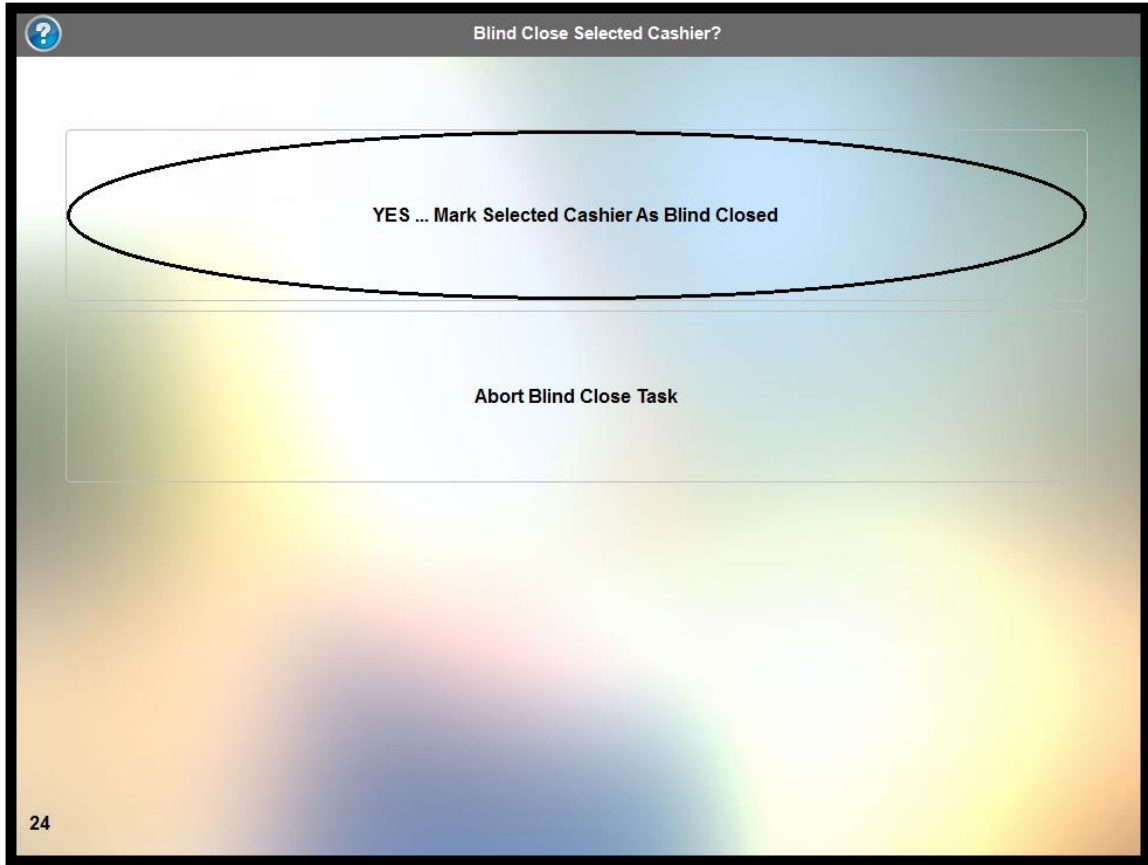 ?
Blind Close Selected Cashier?
YES ... Mark Selected Cashier As Blind Closed
Abort Blind Close Task
24